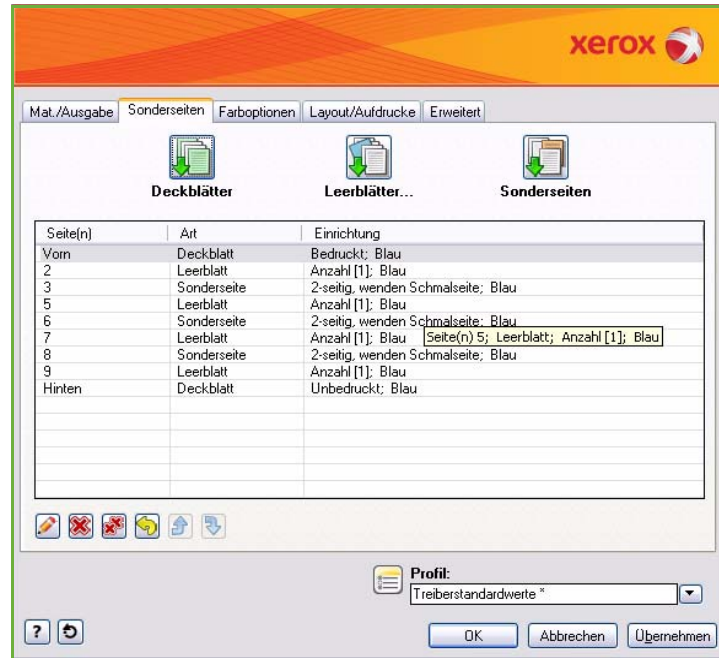 xerox
Mat./Ausgabe Sonderseiten Farboptionen Layout/Aufdrucke Erweitert
Deckblätter Leerblätter... Sonderseiten
Seite(n) Art Einrichtung
Vorn Deckblatt Bedruckt; Blau
2 Leerblatt Anzahl [1]; Blau
3 Sonderseite 2-seitig, wenden Schmalseite; Blau
5 Leerblatt Anzahl [1]; Blau
6 Sonderseite 2-seitig, wenden Schmalseite; Blau
7 Leerblatt Anzahl [1]; Blau
Seite(n) 5; Leerblatt; Anzahl [1]; Blau
8 Sonderseite 2-seitig, wenden Schmalseite; Blau
9 Leerblatt Anzahl [1]; Blau
Hinten Deckblatt Unbedruckt; Blau
Profil:
Treiberstandardwerte *
? OK Abbrechen Übernehmen